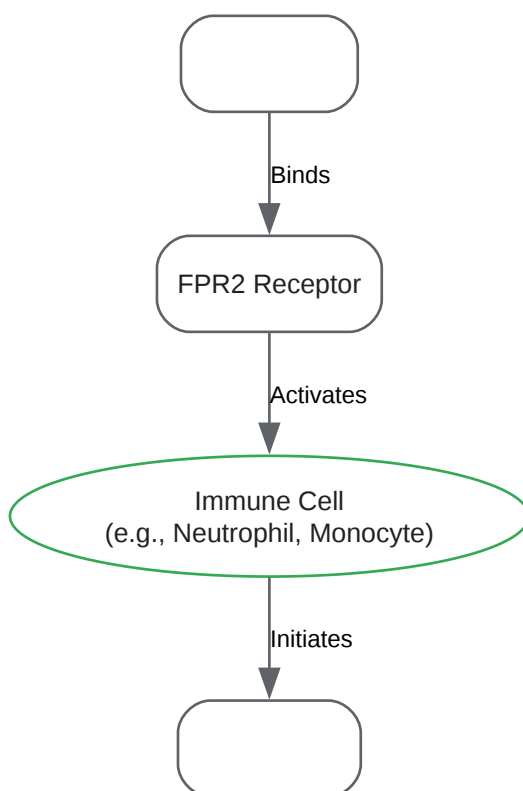 Binds
FPR2 Receptor
Activates
Immune Cell
(e.g., Neutrophil, Monocyte)
Initiates